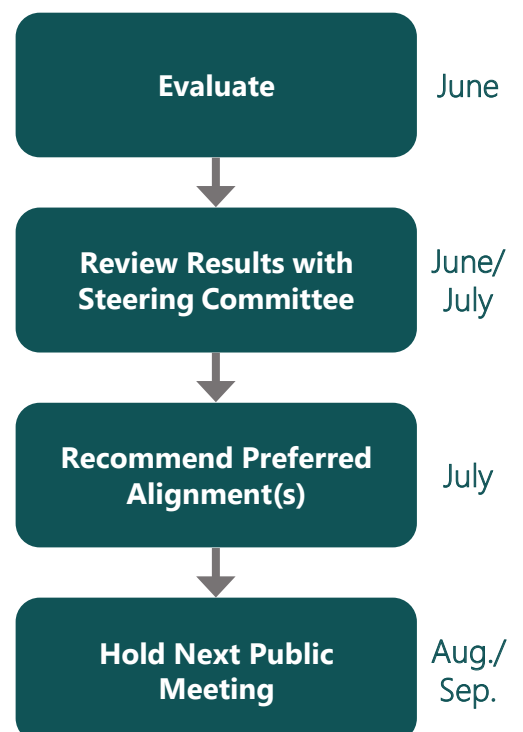 Evaluate
June
Review Results with
Steering Committee
June/
July
Recommend Preferred
Alignment(s)
July
Hold Next Public
Meeting
Aug./
Sep.